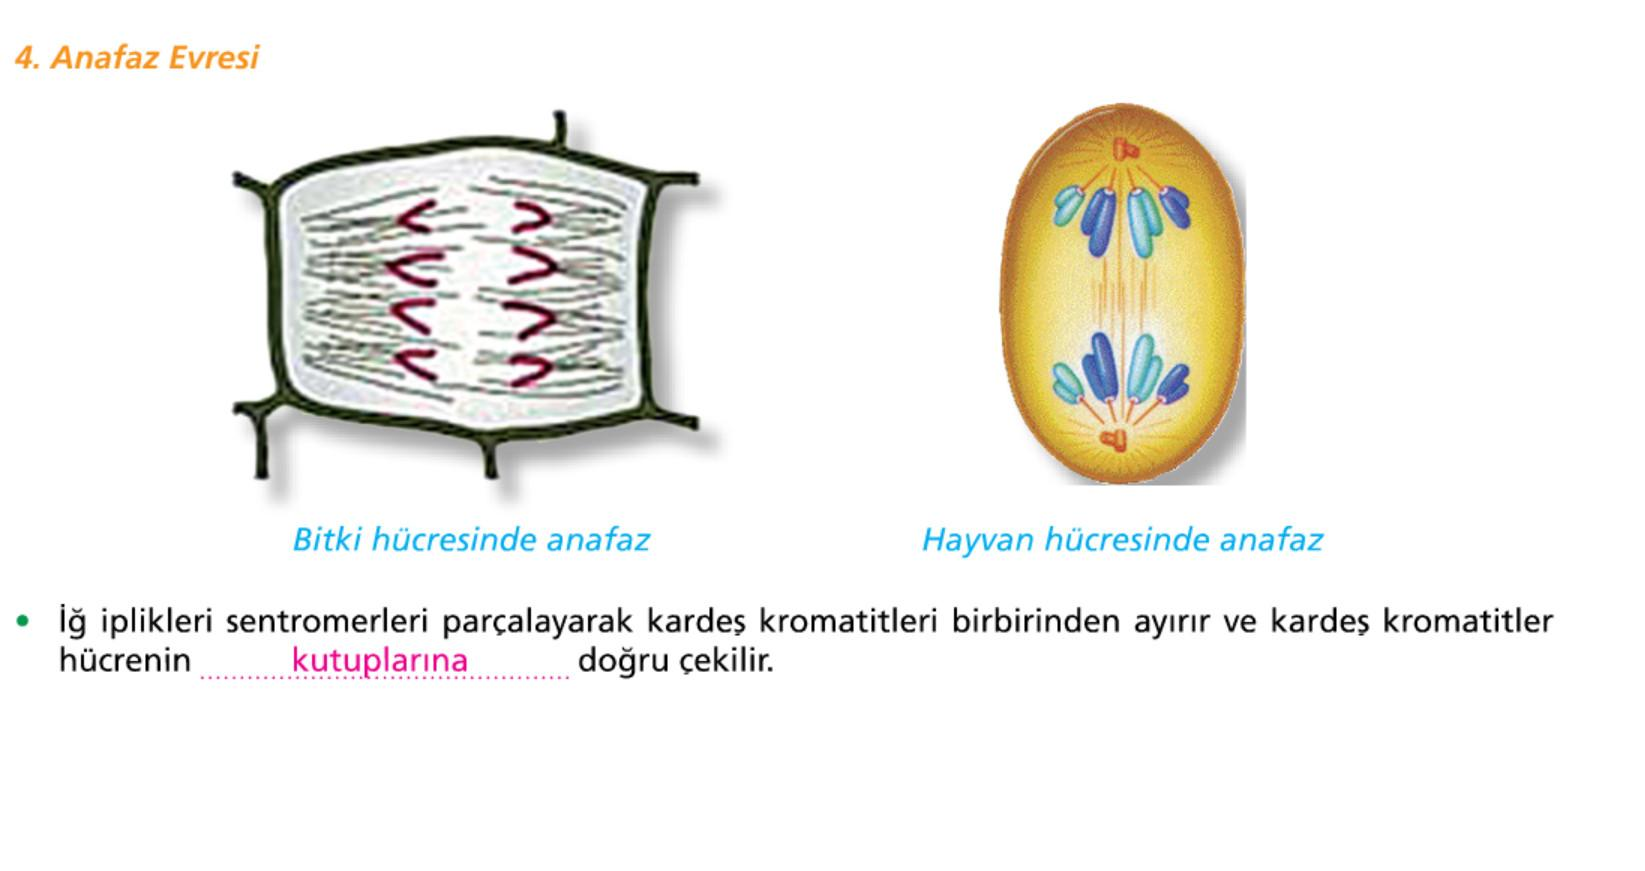 4. Anafaz Evresi
Bitki hücresinde anafaz
Hayvan hücresinde anafaz
• İğ iplikleri sentromerleri parçalayarak kardeş kromatitleri birbirinden ayırır ve kardeş kromatitler
hücrenin kutuplarına doğru çekilir.